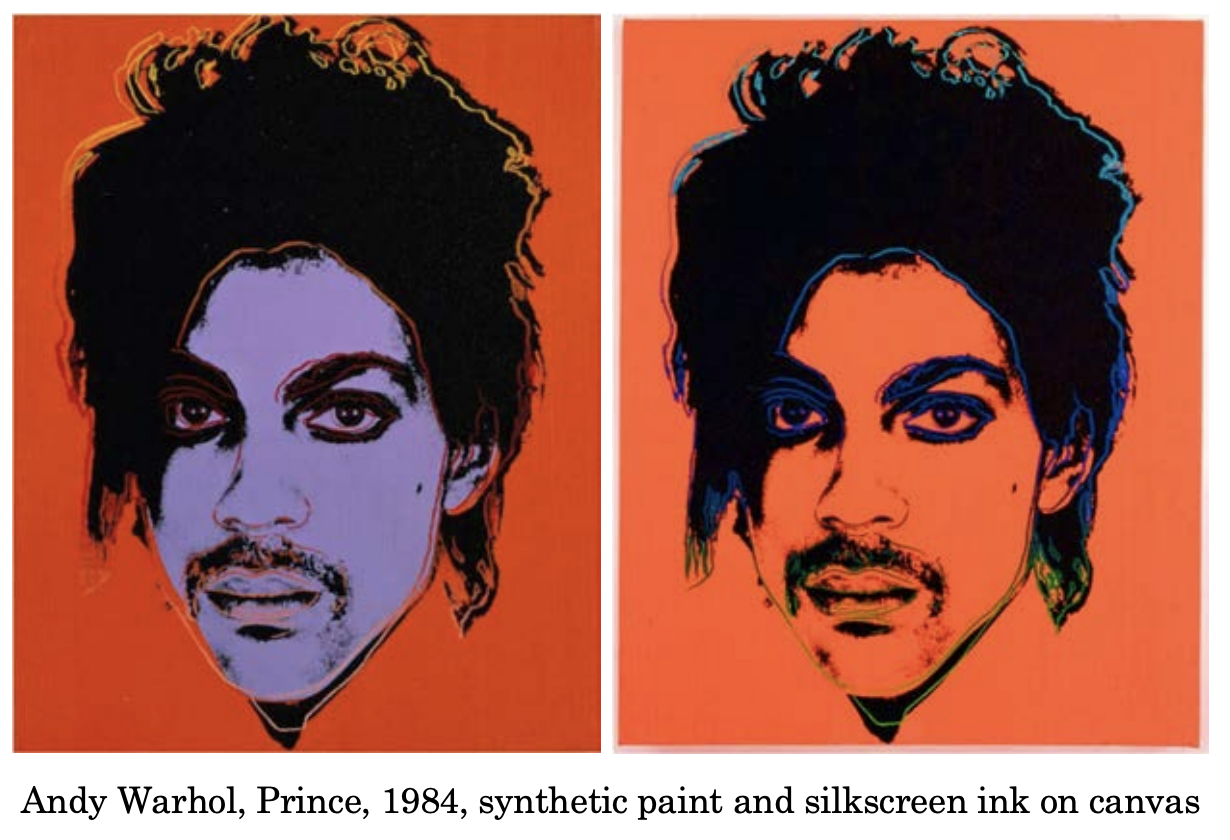 Andy Warhol, Prince, 1984, synthetic paint and silkscreen ink on canvas